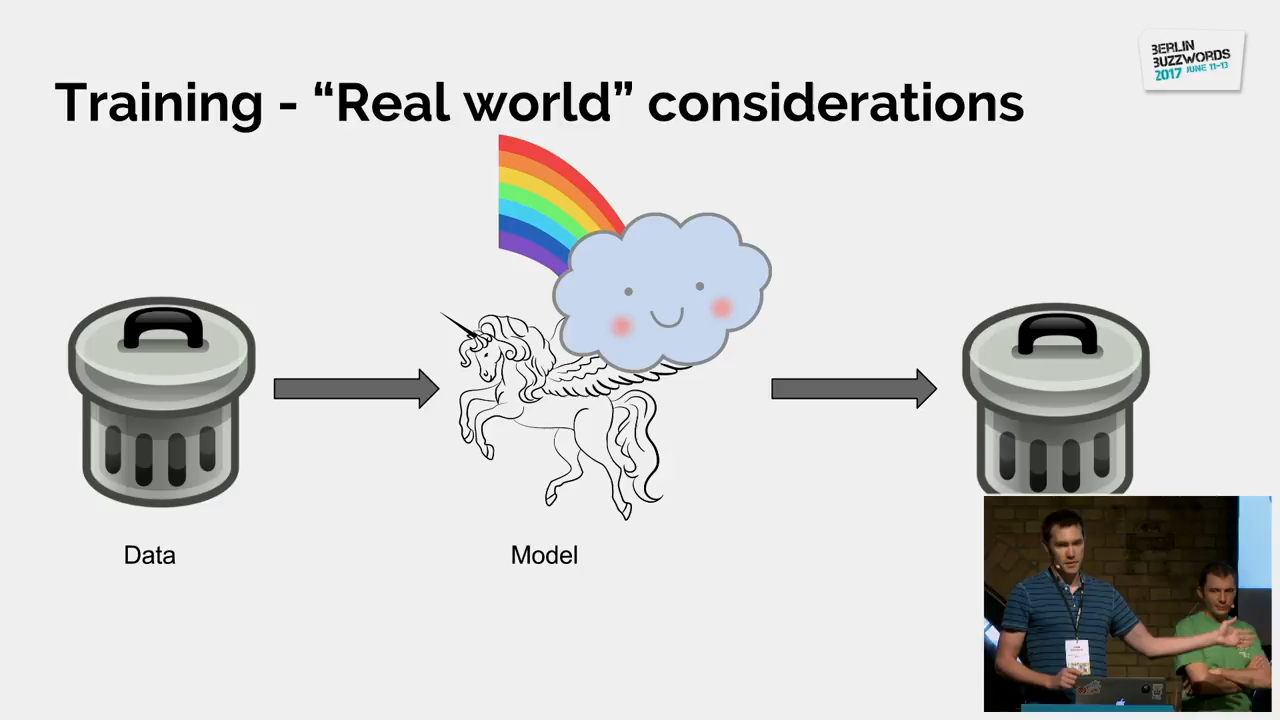 BERLIN
BUZZWORDS
2017 JUNE 11-13
Training - “Real world” considerations
Data
Model